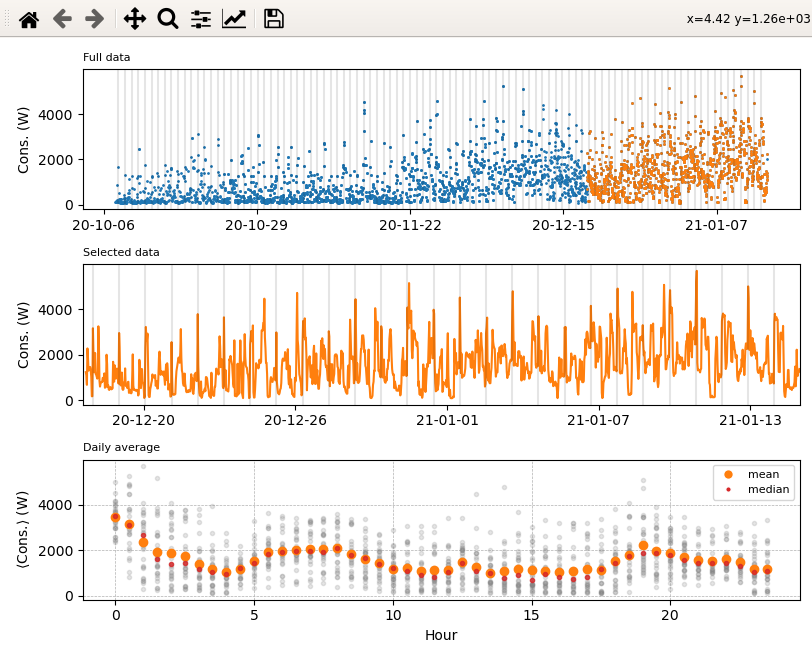 x=4.42 y=1.26e+03
Full data
Cons. (W)
4000
2000
0
20-10-06 20-10-29 20-11-22 20-12-15 21-01-07
Selected data
Cons. (W)
4000
2000
0
20-12-20 20-12-26 21-01-01 21-01-07 21-01-13
Daily average
⟨Cons.⟩ (W)
4000
2000
0
mean
median
0 5 10 15 20
Hour